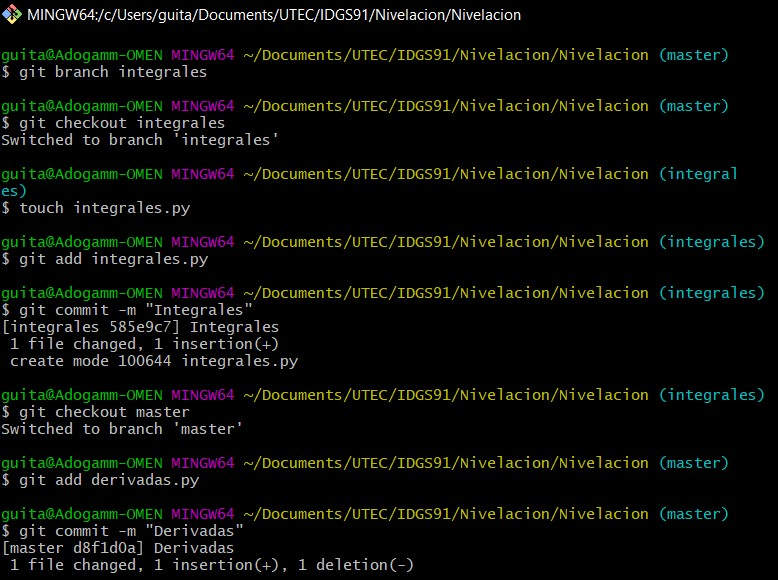 MINGW64:/c/Users/guita/Documents/UTEC/IDGS91/Nivelacion/Nivelacion
guita@Adogamm-OMEN MINGW64 ~/Documents/UTEC/IDGS91/Nivelacion/Nivelacion (master)
$ git branch integrales
guita@Adogamm-OMEN MINGW64 ~/Documents/UTEC/IDGS91/Nivelacion/Nivelacion (master)
$ git checkout integrales
Switched to branch 'integrales'
guita@Adogamm-OMEN MINGW64 ~/Documents/UTEC/IDGS91/Nivelacion/Nivelacion (integral
es)
$ touch integrales.py
guita@Adogamm-OMEN MINGW64 ~/Documents/UTEC/IDGS91/Nivelacion/Nivelacion (integrales)
$ git add integrales.py
guita@Adogamm-OMEN MINGW64 ~/Documents/UTEC/IDGS91/Nivelacion/Nivelacion (integrales)
$ git commit -m "Integrales"
[integrales 585e9c7] Integrales
 1 file changed, 1 insertion(+)
 create mode 100644 integrales.py
guita@Adogamm-OMEN MINGW64 ~/Documents/UTEC/IDGS91/Nivelacion/Nivelacion (integrales)
$ git checkout master
Switched to branch 'master'
guita@Adogamm-OMEN MINGW64 ~/Documents/UTEC/IDGS91/Nivelacion/Nivelacion (master)
$ git add derivadas.py
guita@Adogamm-OMEN MINGW64 ~/Documents/UTEC/IDGS91/Nivelacion/Nivelacion (master)
$ git commit -m "Derivadas"
[master d8f1d0a] Derivadas
 1 file changed, 1 insertion(+), 1 deletion(-)